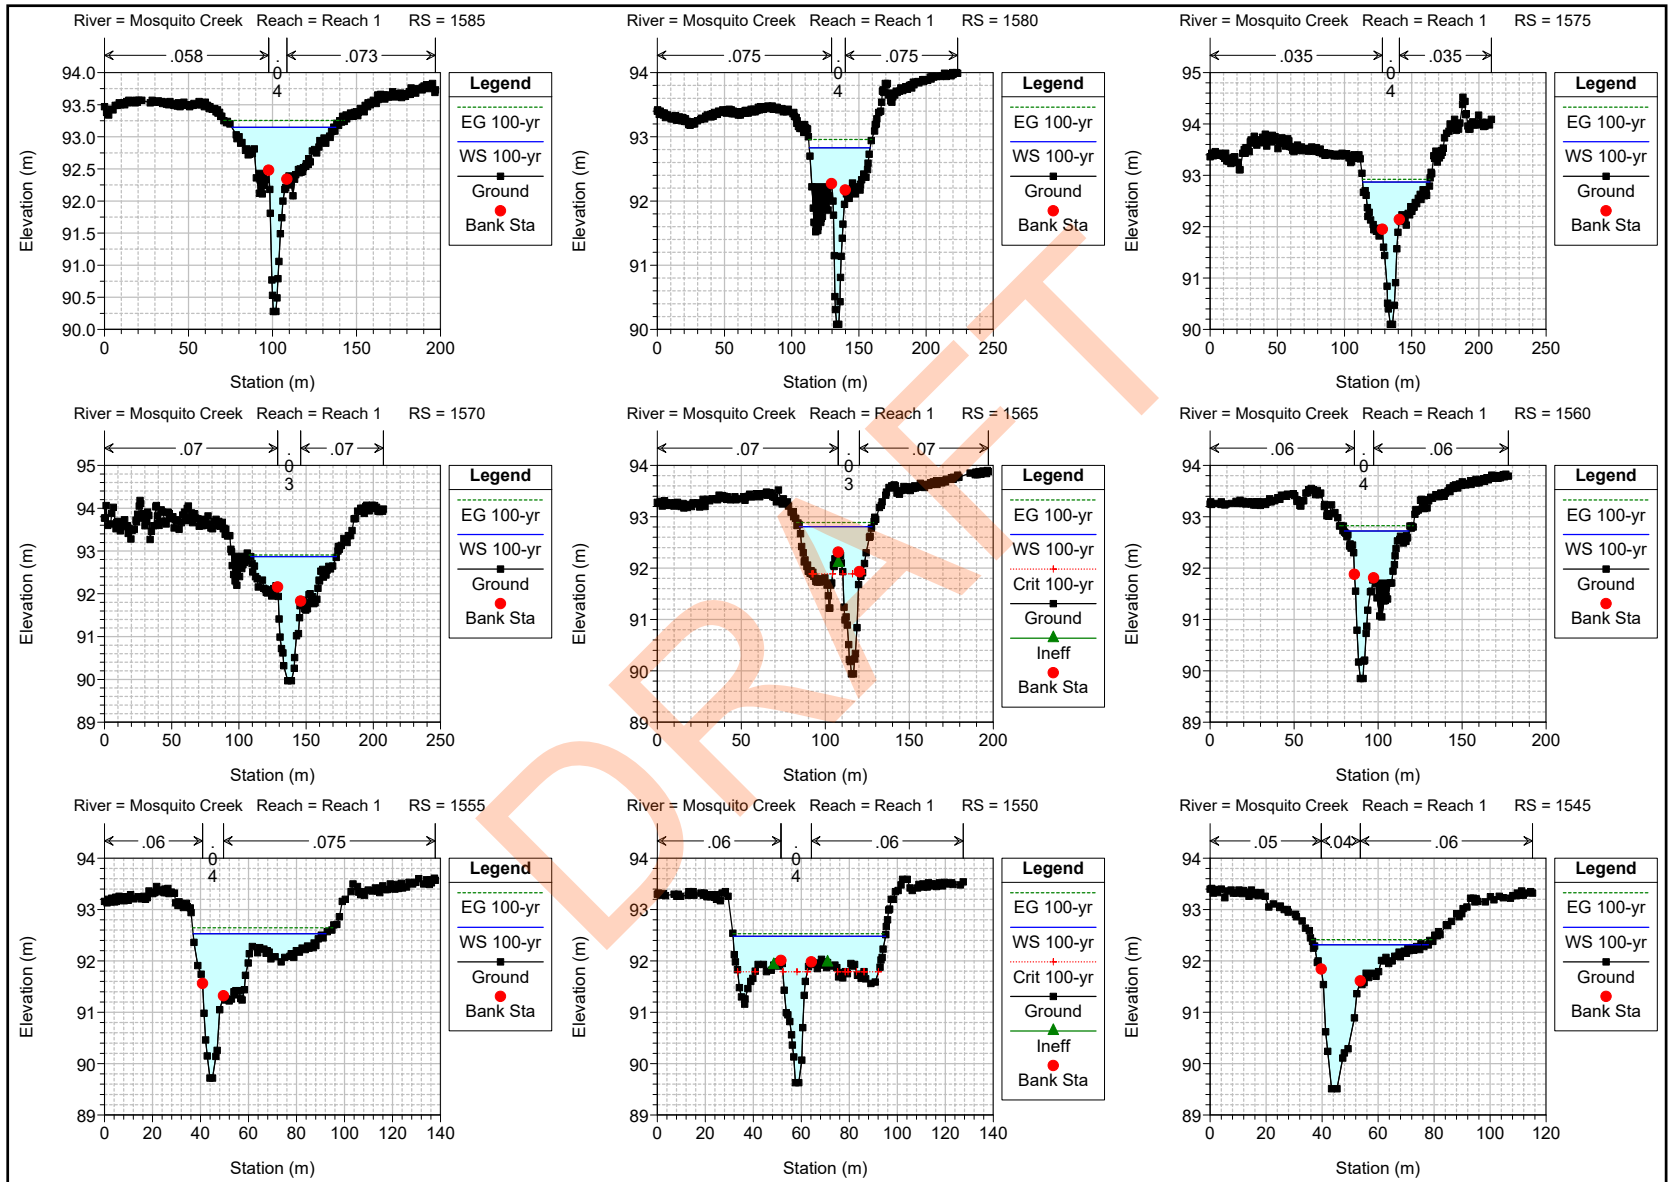 River = Mosquito Creek Reach = Reach 1 RS = 1585
.058
.04
.073
Elevation (m)
94.0
93.5
93.0
92.5
92.0
91.5
91.0
90.5
90.0
0 50 100 150 200
Station (m)
Legend
EG 100-yr
WS 100-yr
Ground
Bank Sta
River = Mosquito Creek Reach = Reach 1 RS = 1580
.075
.04
.075
Elevation (m)
94
93
92
91
90
0 50 100 150 200 250
Station (m)
Legend
EG 100-yr
WS 100-yr
Ground
Bank Sta
River = Mosquito Creek Reach = Reach 1 RS = 1575
.035
.04
.035
Elevation (m)
95
94
93
92
91
90
0 50 100 150 200 250
Station (m)
Legend
EG 100-yr
WS 100-yr
Ground
Bank Sta
River = Mosquito Creek Reach = Reach 1 RS = 1570
.07
.03
.07
Elevation (m)
95
94
93
92
91
90
89
0 50 100 150 200 250
Station (m)
Legend
EG 100-yr
WS 100-yr
Ground
Bank Sta
River = Mosquito Creek Reach = Reach 1 RS = 1565
.07
.03
.07
Elevation (m)
94
93
92
91
90
89
0 50 100 150 200
Station (m)
Legend
EG 100-yr
WS 100-yr
Crit 100-yr
Ground
Ineff
Bank Sta
River = Mosquito Creek Reach = Reach 1 RS = 1560
.06
.04
.06
Elevation (m)
94
93
92
91
90
89
0 50 100 150 200
Station (m)
Legend
EG 100-yr
WS 100-yr
Ground
Bank Sta
River = Mosquito Creek Reach = Reach 1 RS = 1555
.06
.04
.075
Elevation (m)
94
93
92
91
90
89
0 20 40 60 80 100 120 140
Station (m)
Legend
EG 100-yr
WS 100-yr
Ground
Bank Sta
River = Mosquito Creek Reach = Reach 1 RS = 1550
.06
.04
.06
Elevation (m)
94
93
92
91
90
89
0 20 40 60 80 100 120 140
Station (m)
Legend
EG 100-yr
WS 100-yr
Crit 100-yr
Ground
Ineff
Bank Sta
River = Mosquito Creek Reach = Reach 1 RS = 1545
.05
.04
.06
Elevation (m)
94
93
92
91
90
89
0 20 40 60 80 100 120
Station (m)
Legend
EG 100-yr
WS 100-yr
Ground
Bank Sta
DRAFT